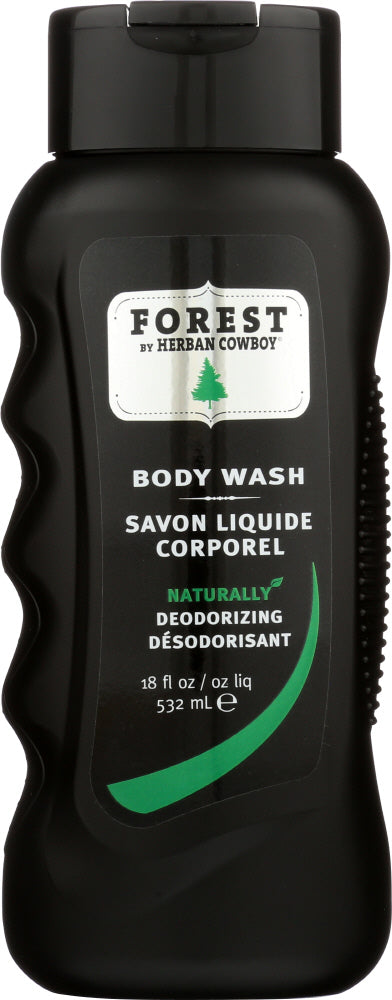 FOREST
BY HERBAN COWBOY®
BODY WASH
SAVON LIQUIDE
CORPOREL
NATURALLY
DEODORIZING
DÉSODORISANT
18 fl oz / oz liq
532 mL ℮